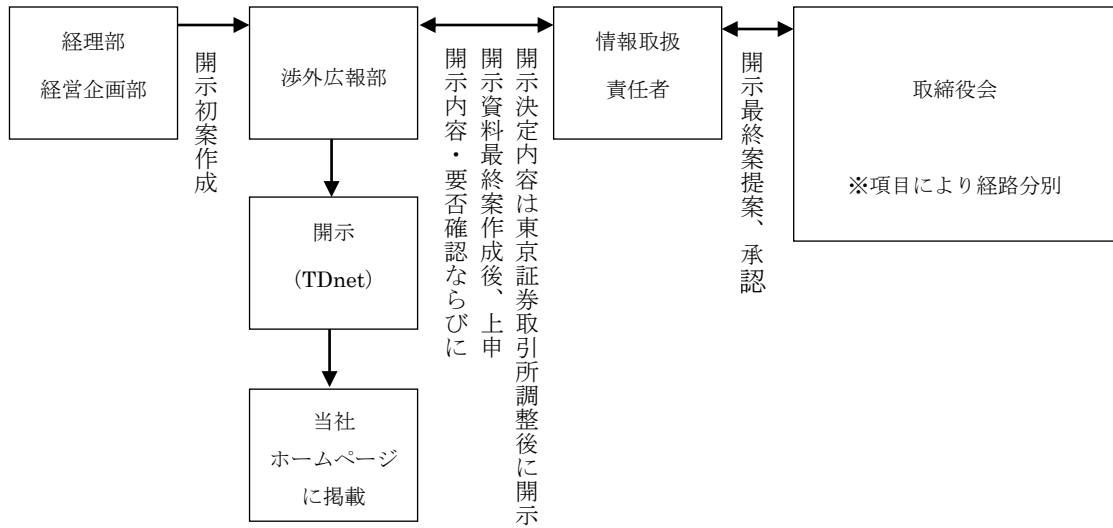 経理部
経営企画部
開示初案作成
渉外広報部
開示内容・要否確認ならびに
開示資料最終案作成後、上申
開示決定内容は東京証券取引所調整後に開示
情報取扱
責任者
開示最終案提案、承認
取締役会
※項目により経路分別
開示
（TDnet）
当社
ホームページ
に掲載